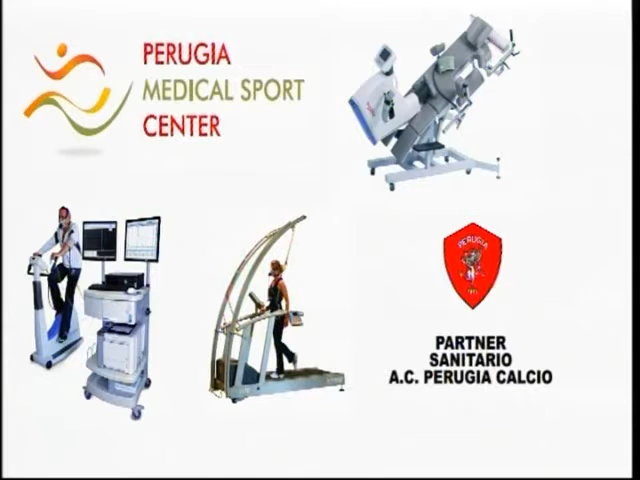 PERUGIA
MEDICAL SPORT
CENTER
PERUGIA
PARTNER
SANITARIO
A.C. PERUGIA CALCIO